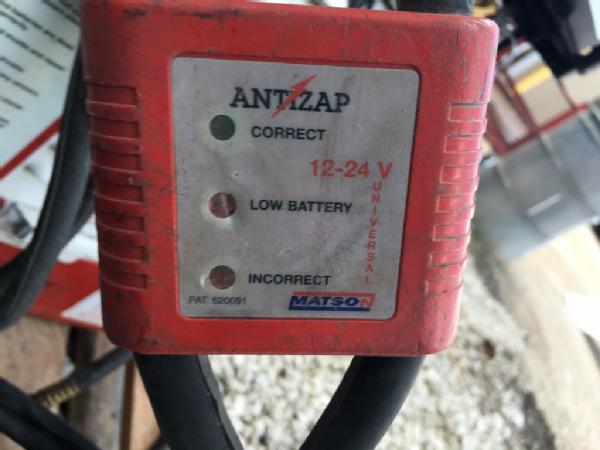 ANTIZAP
CORRECT
12-24 V
UNIVERSAL
LOW BATTERY
INCORRECT
PAT. 620091
MATSON